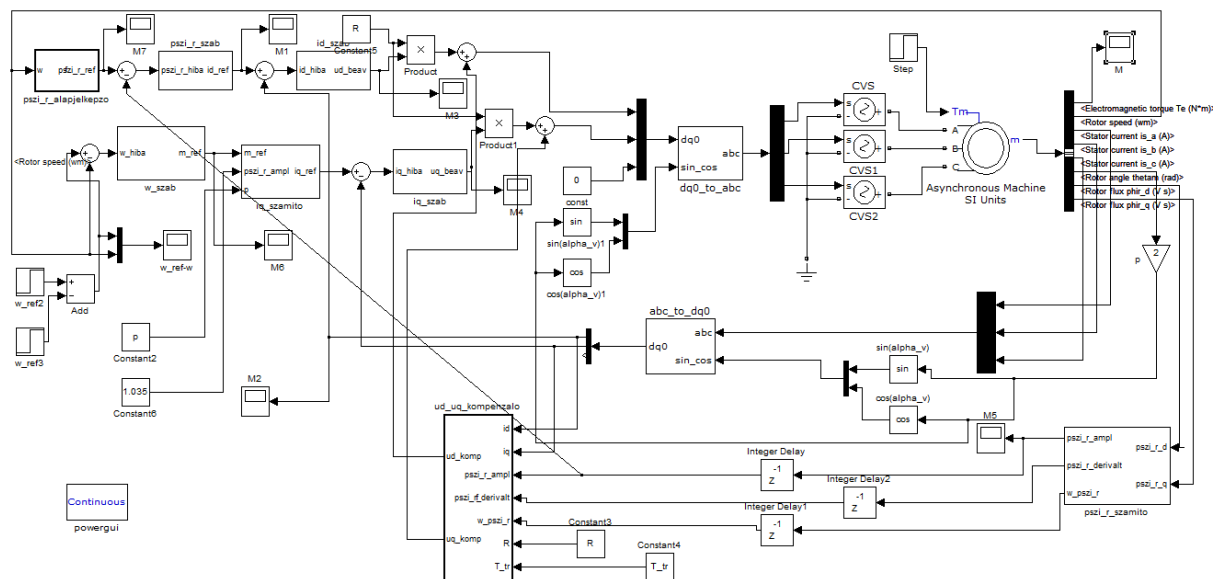 R
Constant5
M7
pszi_r_szab
M1
id_szab
w pszi_r_ref
pszi_r_alapjelkepzo
pszi_r_hiba id_ref
id_hiba ud_beav
×
Product
M3
×
Product1
Step
M
CVS
s
CVS1
s
CVS2
s
Tm
A
B
C
m
Asynchronous Machine
SI Units
<Electromagnetic torque Te (N*m)>
<Rotor speed (wm)>
<Stator current is_a (A)>
<Stator current is_b (A)>
<Stator current is_c (A)>
<Rotor angle thetam (rad)>
<Rotor flux phir_d (V s)>
<Rotor flux phir_q (V s)>
<Rotor speed (wm)>
w_hiba m_ref
w_szab
m_ref
pszi_r_ampl iq_ref
p
iq_szamito
iq_hiba uq_beav
iq_szab
M4
0
const
dq0
abc
sin_cos
dq0_to_abc
sin
sin(alpha_v)1
cos
cos(alpha_v)1
w_ref-w
M6
w_ref2
Add
w_ref3
p
Constant2
1.035
Constant6
M2
2
p
abc_to_dq0
abc
dq0
sin_cos
sin(alpha_v)
sin
cos(alpha_v)
cos
M5
ud_uq_kompenzalo
id
iq
ud_komp
pszi_r_ampl
pszi_r_derivalt
w_pszi_r
uq_komp
R
T_tr
Integer Delay
-1
Z
Integer Delay2
-1
Z
Integer Delay1
-1
Z
Constant3
R
Constant4
T_tr
pszi_r_ampl
pszi_r_d
pszi_r_derivalt
pszi_r_q
w_pszi_r
pszi_r_szamito
Continuous
powergui